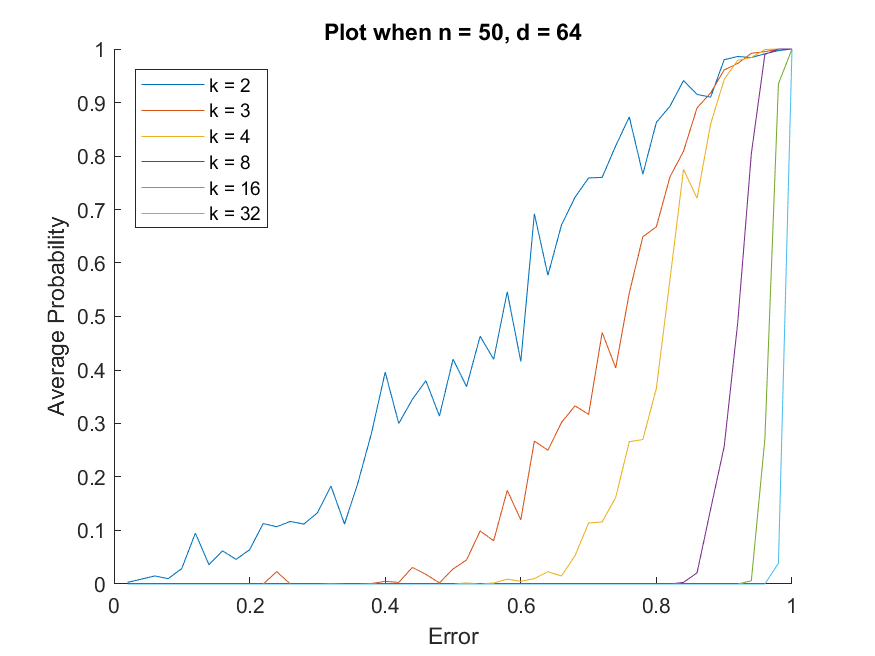 Plot when n = 50, d = 64
k = 2
k = 3
k = 4
k = 8
k = 16
k = 32
Average Probability
1
0.9
0.8
0.7
0.6
0.5
0.4
0.3
0.2
0.1
0
0 0.2 0.4 0.6 0.8 1
Error